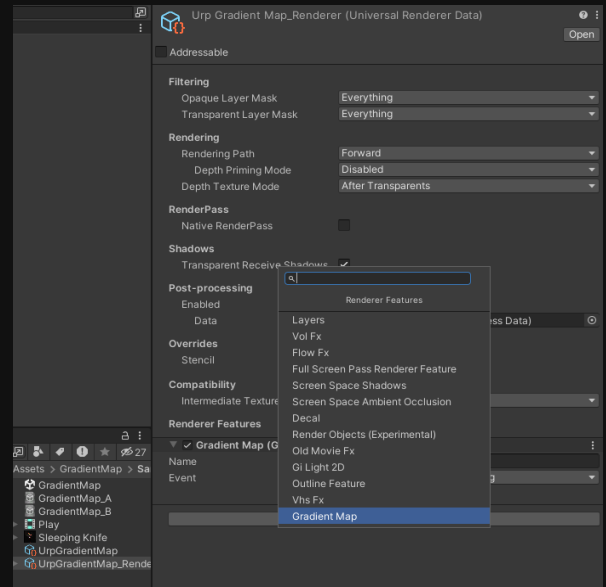 Urp Gradient Map_Renderer (Universal Renderer Data)
Open
Addressable
Filtering
Opaque Layer Mask Everything
Transparent Layer Mask Everything
Rendering
Rendering Path Forward
Depth Priming Mode Disabled
Depth Texture Mode After Transparents
RenderPass
Native RenderPass
Shadows
Transparent Receive Shadows
Post-processing
Enabled
Data ess Data)
Overrides
Stencil
Compatibility
Intermediate Texture
Renderer Features
Gradient Map (G
Name
Event g
Renderer Features
Layers
Vol Fx
Flow Fx
Full Screen Pass Renderer Feature
Screen Space Shadows
Screen Space Ambient Occlusion
Decal
Render Objects (Experimental)
Old Movie Fx
Gi Light 2D
Outline Feature
Vhs Fx
Gradient Map
27
Assets > GradientMap > Sa
GradientMap
GradientMap_A
GradientMap_B
Play
Sleeping Knife
UrpGradientMap
UrpGradientMap_Rende